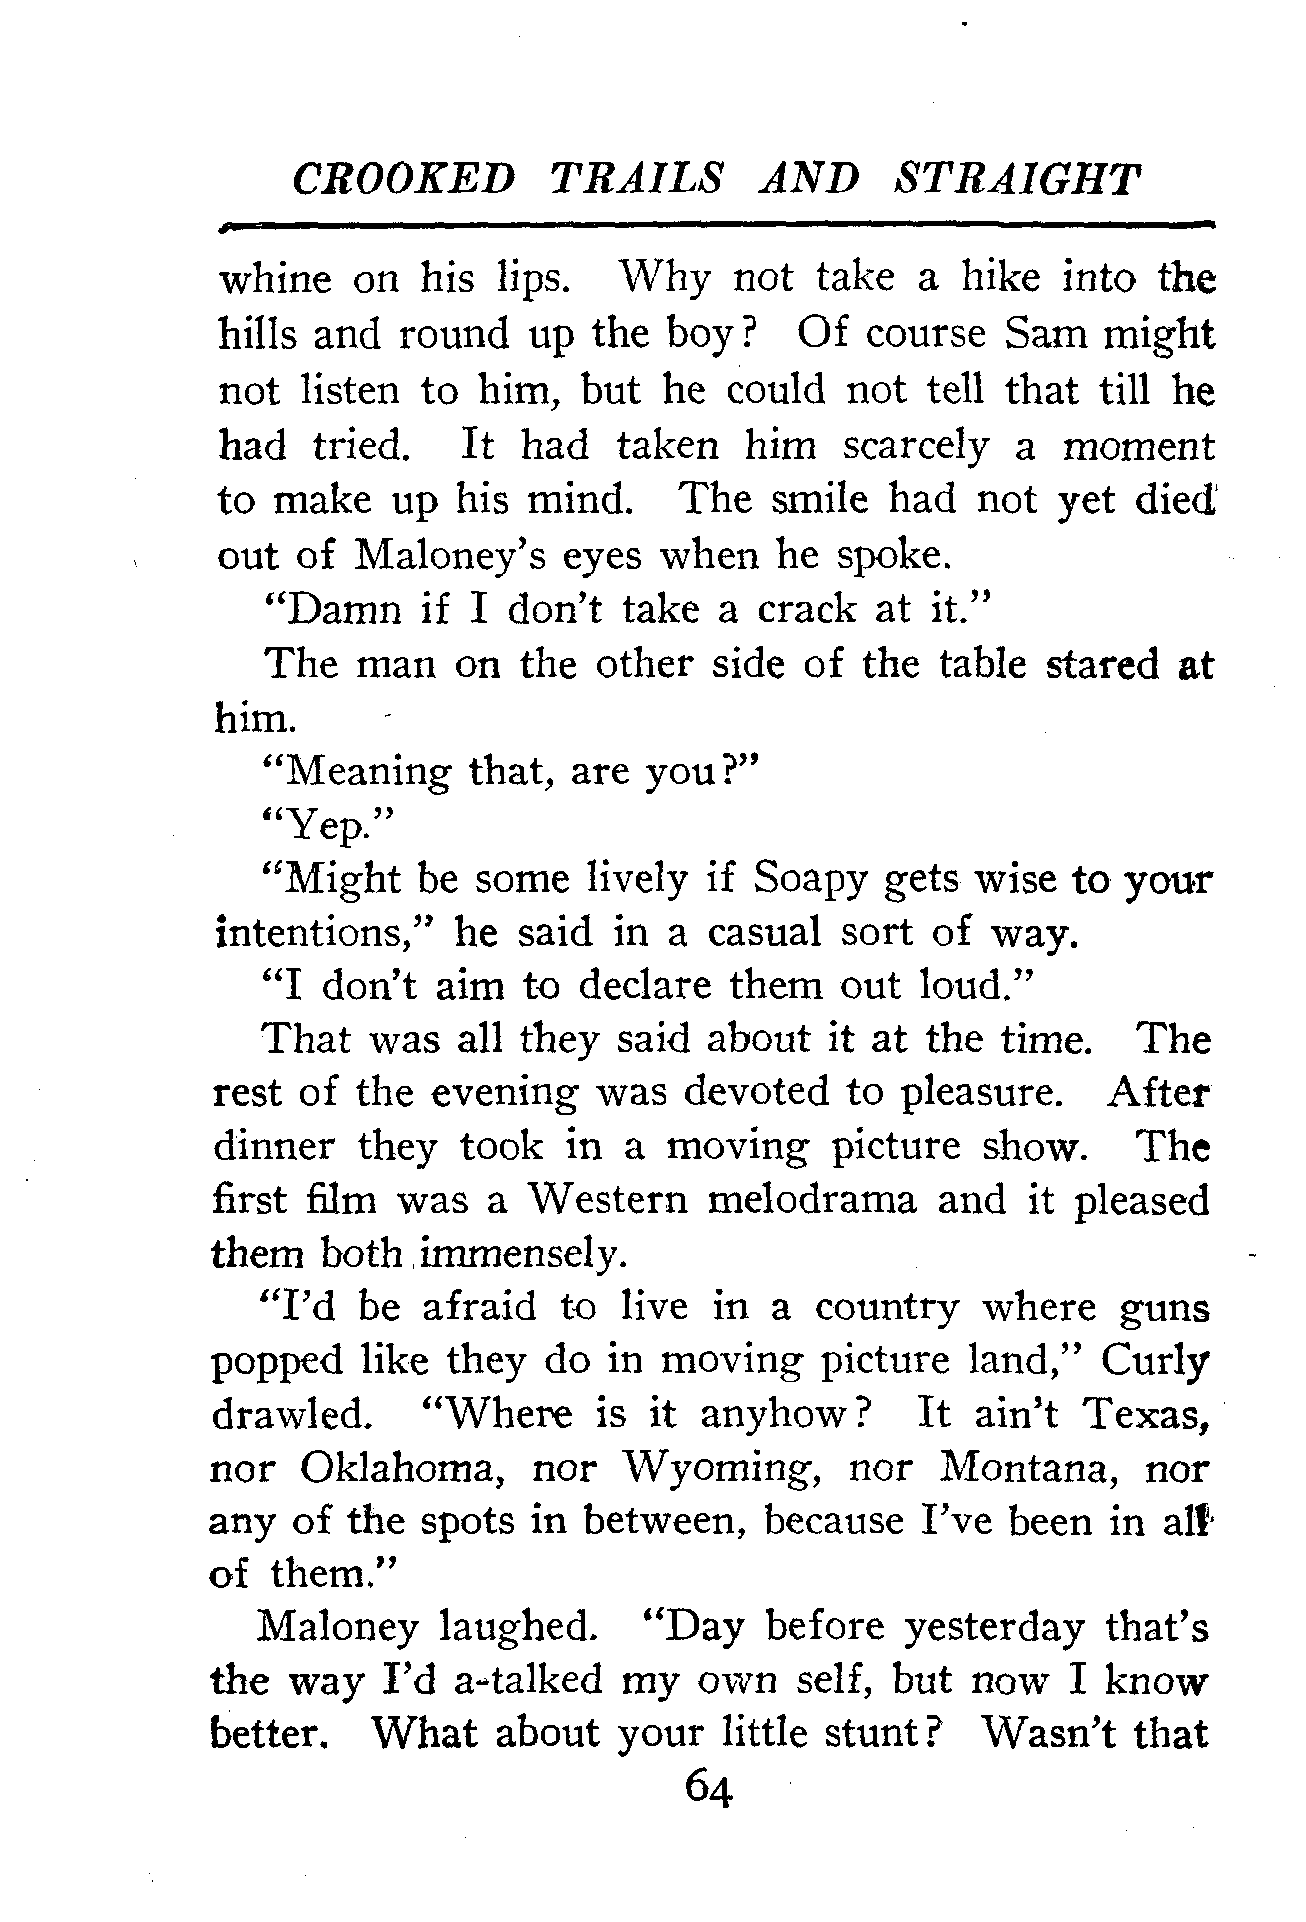 CROOKED TRAILS AND STRAIGHT
whine on his lips. Why not take a hike into the
hills and round up the boy? Of course Sam might
not listen to him, but he could not tell that till he
had tried. It had taken him scarcely a moment
to make up his mind. The smile had not yet died
out of Maloney's eyes when he spoke.
"Damn if I don't take a crack at it."
The man on the other side of the table stared at
him.
"Meaning that, are you?"
"Yep."
"Might be some lively if Soapy gets wise to your
intentions," he said in a casual sort of way.
"I don't aim to declare them out loud."
That was all they said about it at the time. The
rest of the evening was devoted to pleasure. After
dinner they took in a moving picture show. The
first film was a Western melodrama and it pleased
them both immensely.
"I'd be afraid to live in a country where guns
popped like they do in moving picture land," Curly
drawled. "Where is it anyhow? It ain't Texas,
nor Oklahoma, nor Wyoming, nor Montana, nor
any of the spots in between, because I've been in all
of them."
Maloney laughed. "Day before yesterday that's
the way I'd a-talked my own self, but now I know
better. What about your little stunt? Wasn't that
64